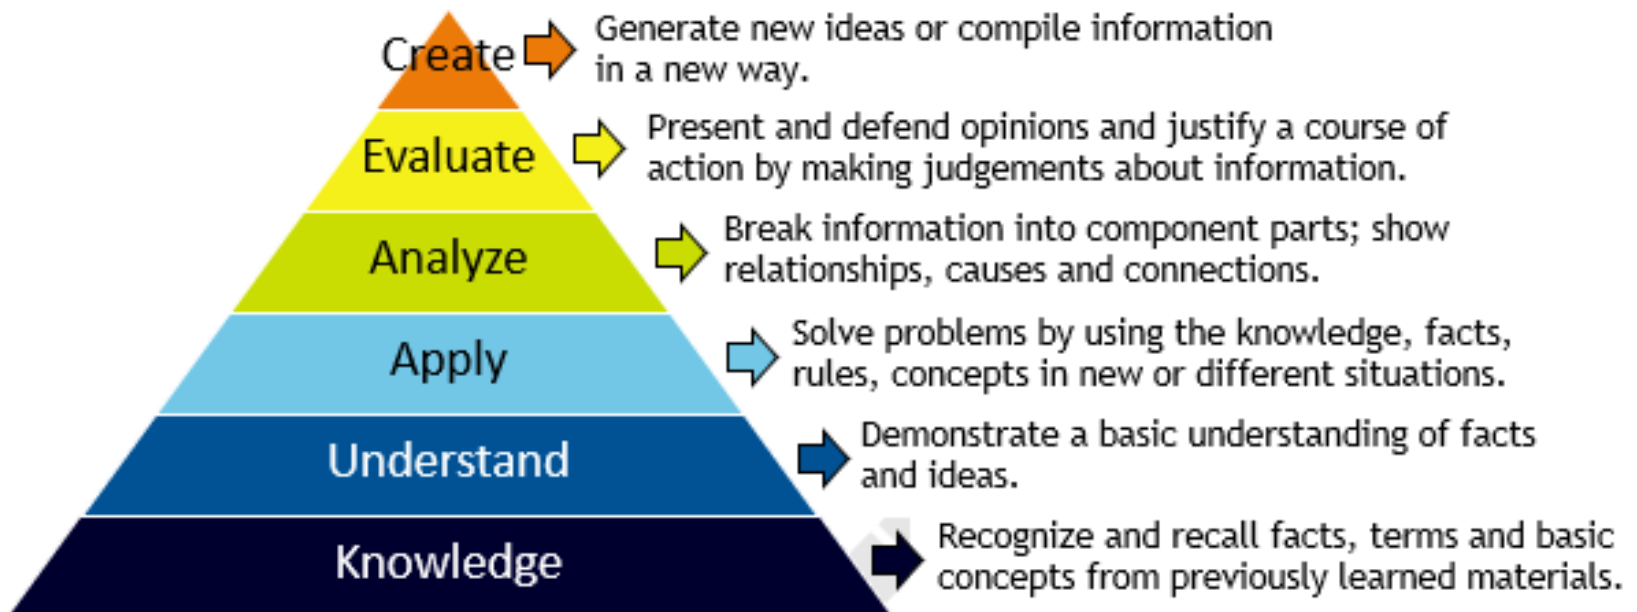 Create
Generate new ideas or compile information
in a new way.
Evaluate
Present and defend opinions and justify a course of
action by making judgements about information.
Analyze
Break information into component parts; show
relationships, causes and connections.
Apply
Solve problems by using the knowledge, facts,
rules, concepts in new or different situations.
Understand
Demonstrate a basic understanding of facts
and ideas.
Knowledge
Recognize and recall facts, terms and basic
concepts from previously learned materials.